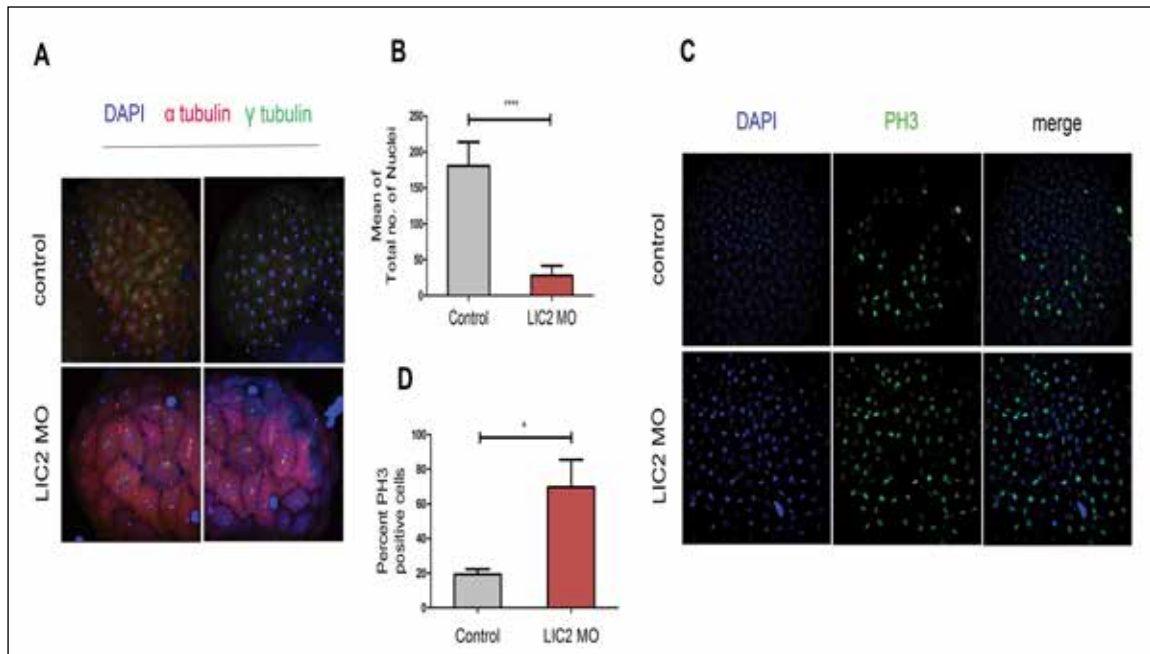 A
DAPI α tubulin γ tubulin
control
LIC2 MO
B
Mean of
Total no. of Nuclei
250
200
150
100
50
0
****
Control LIC2 MO
C
DAPI PH3 merge
control
LIC2 MO
D
Percent PH3
positive cells
100
80
60
40
20
0
*
Control LIC2 MO